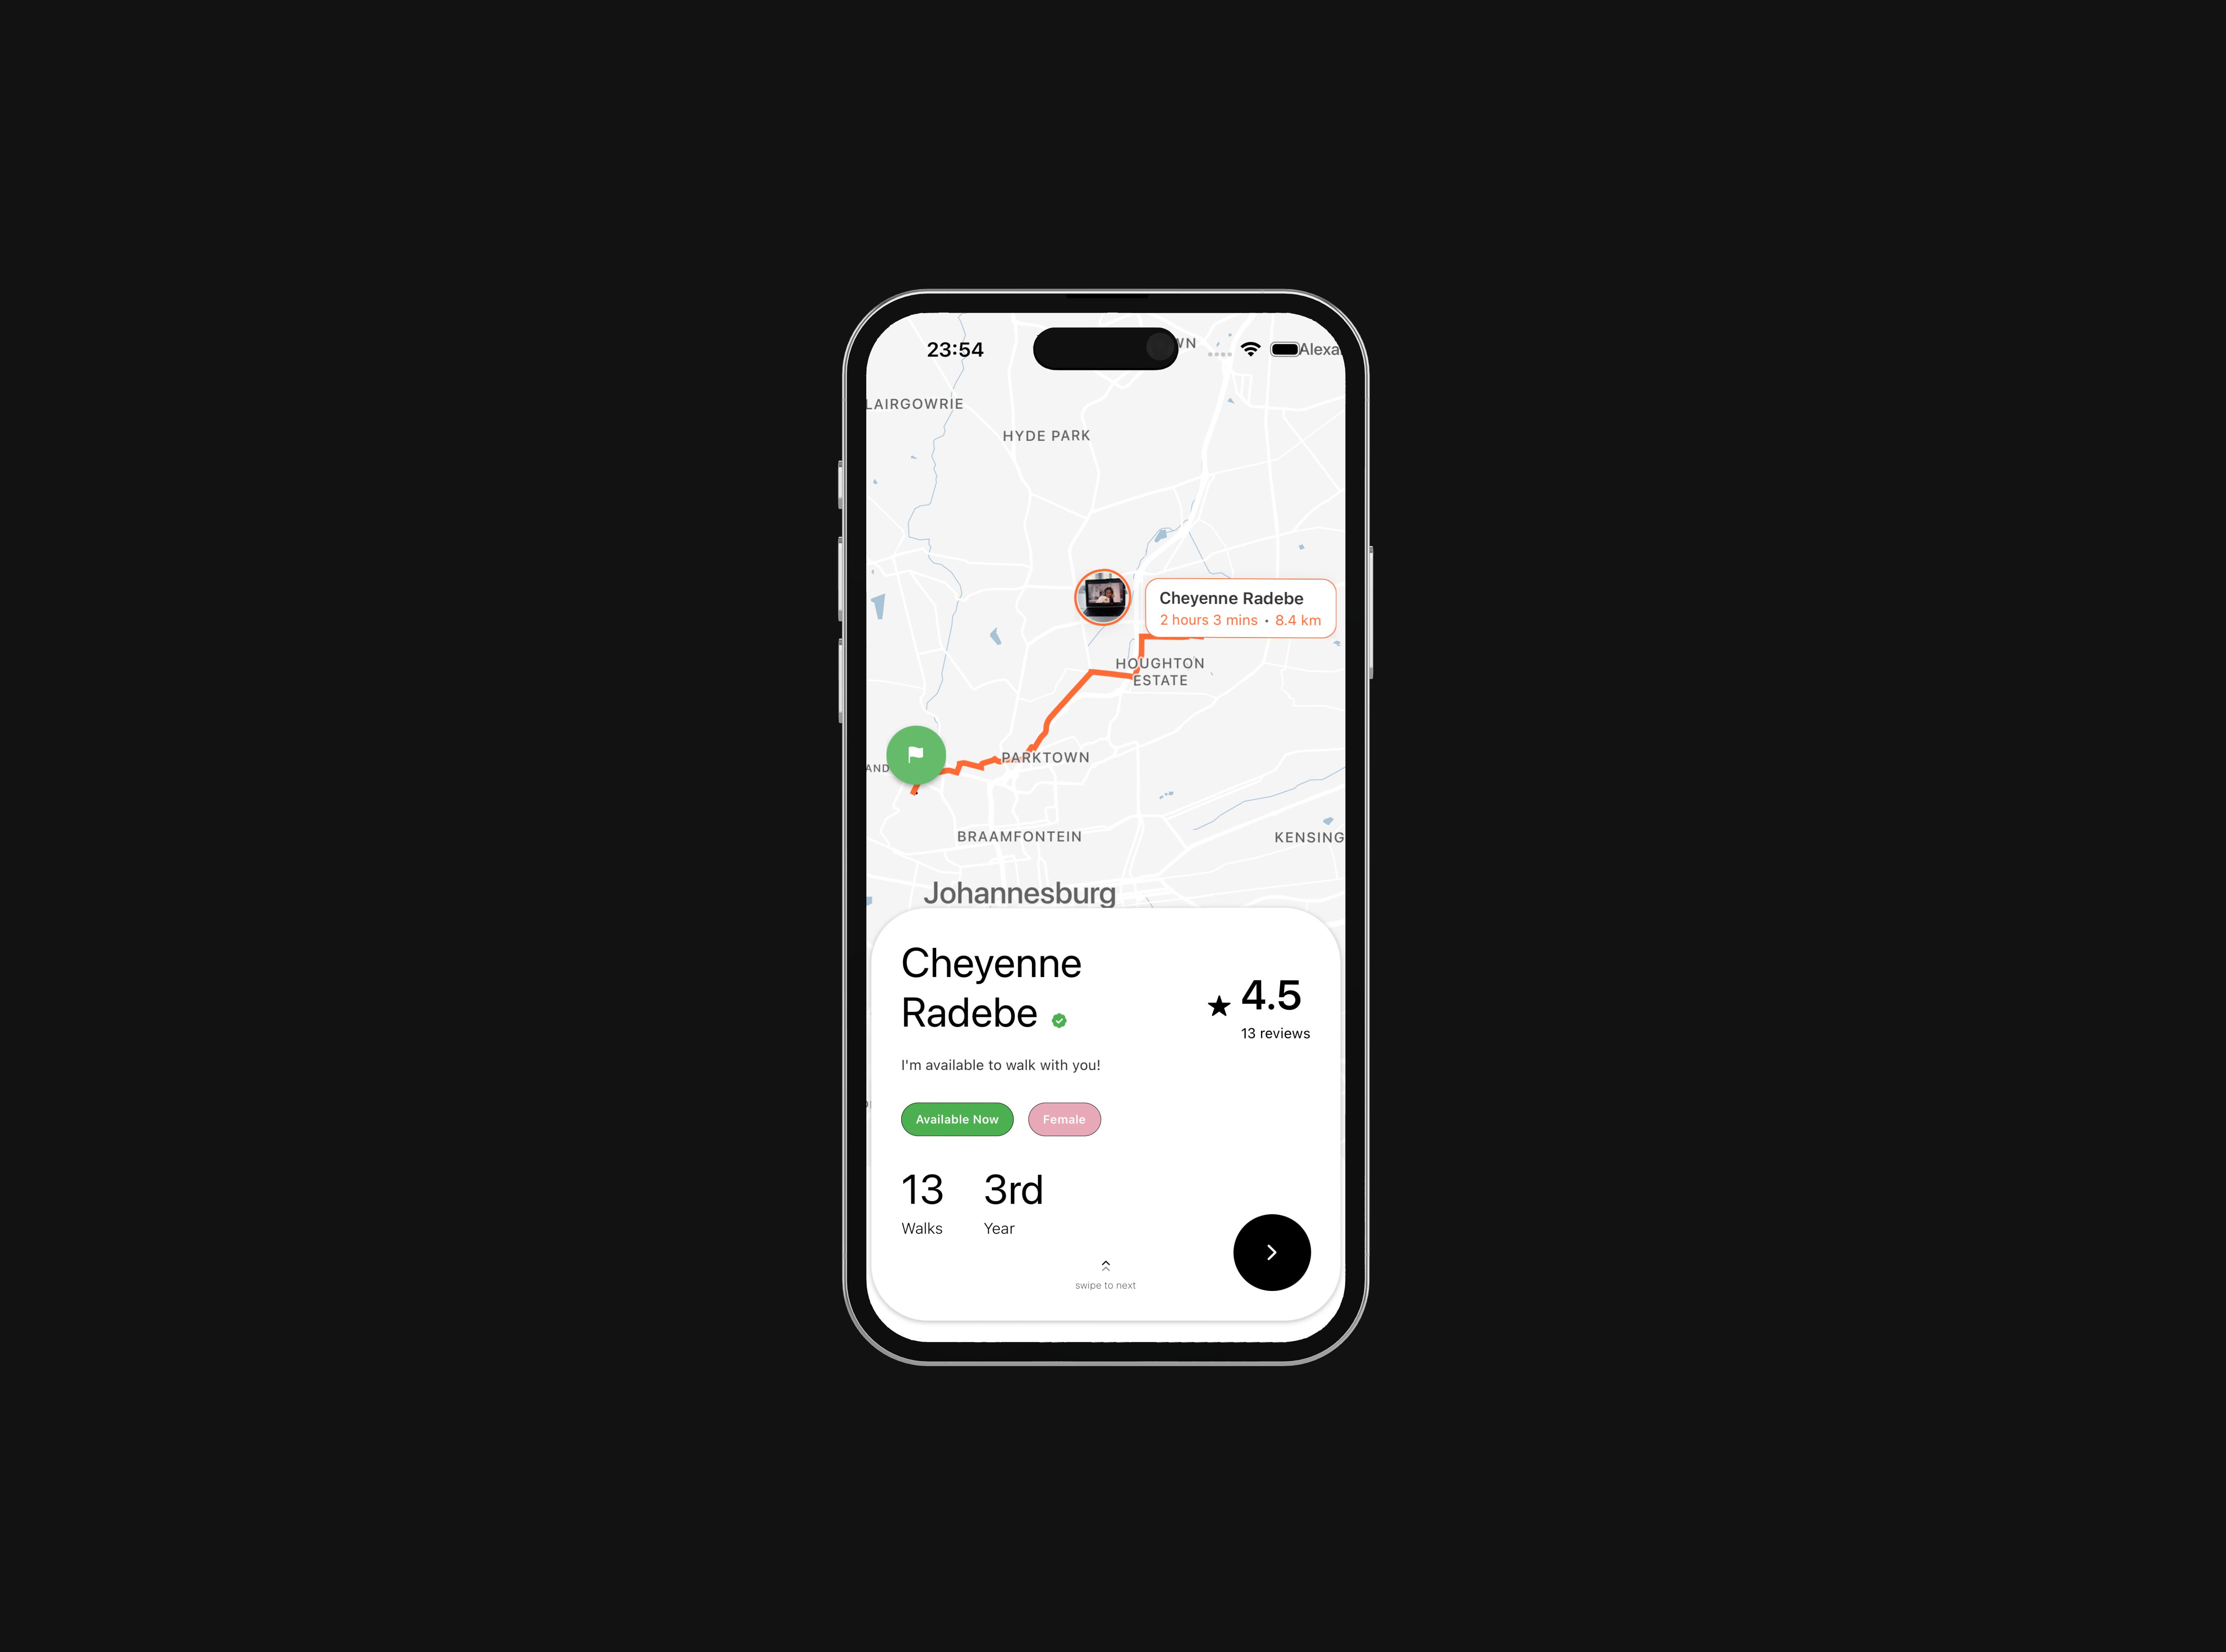 23:54
WN
Alexa
LAIRGOWRIE
HYDE PARK
Cheyenne Radebe
2 hours 3 mins • 8.4 km
HOUGHTON
ESTATE
PARKTOWN
AND
BRAAMFONTEIN
KENSING
Johannesburg
Cheyenne
Radebe
4.5
13 reviews
I'm available to walk with you!
Available Now
Female
13
3rd
Walks
Year
swipe to next